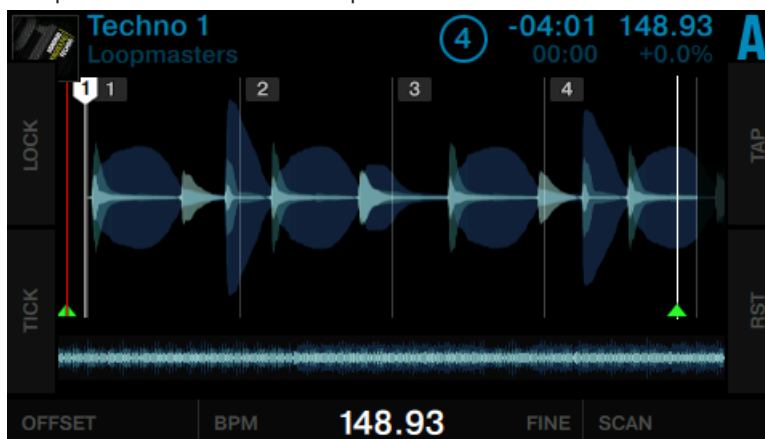 Techno 1
Loopmasters
4
-04:01
00:00
148.93
+0.0%
A
LOCK
TICK
1
1
2
3
4
TAP
RST
OFFSET
BPM
148.93
FINE
SCAN